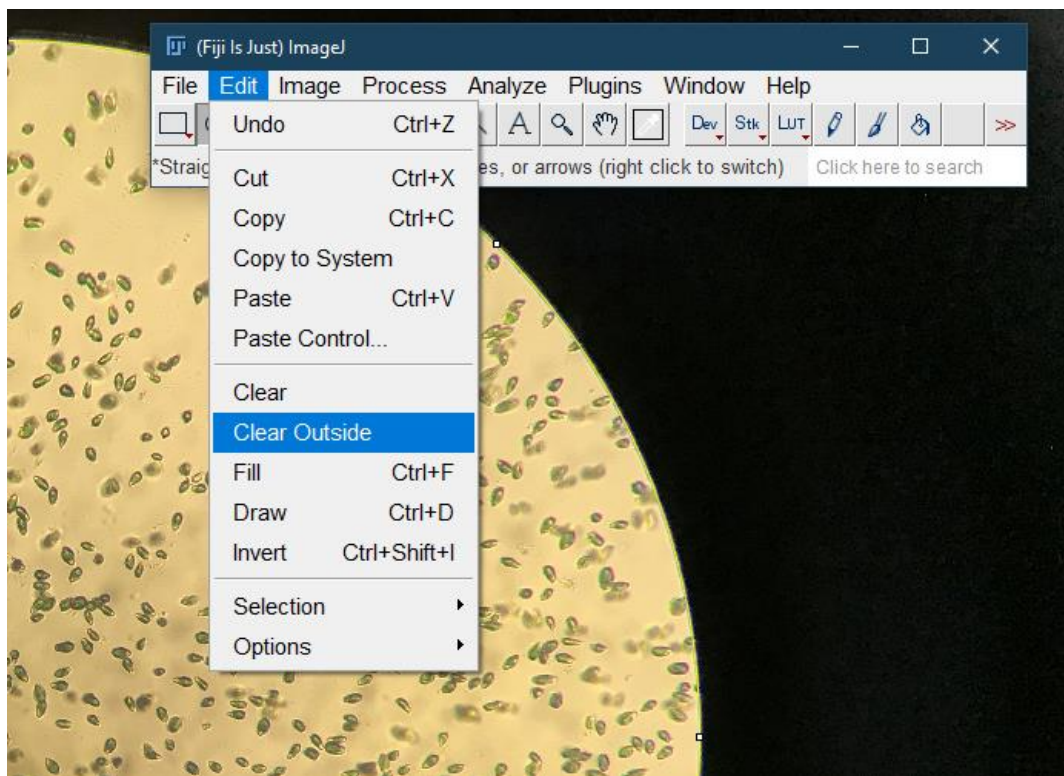 (Fiji Is Just) ImageJ
File Edit Image Process Analyze Plugins Window Help
A Dev Stk LUT >>
*Straig es, or arrows (right click to switch) Click here to search
Undo Ctrl+Z
Cut Ctrl+X
Copy Ctrl+C
Copy to System
Paste Ctrl+V
Paste Control...
Clear
Clear Outside
Fill Ctrl+F
Draw Ctrl+D
Invert Ctrl+Shift+I
Selection
Options